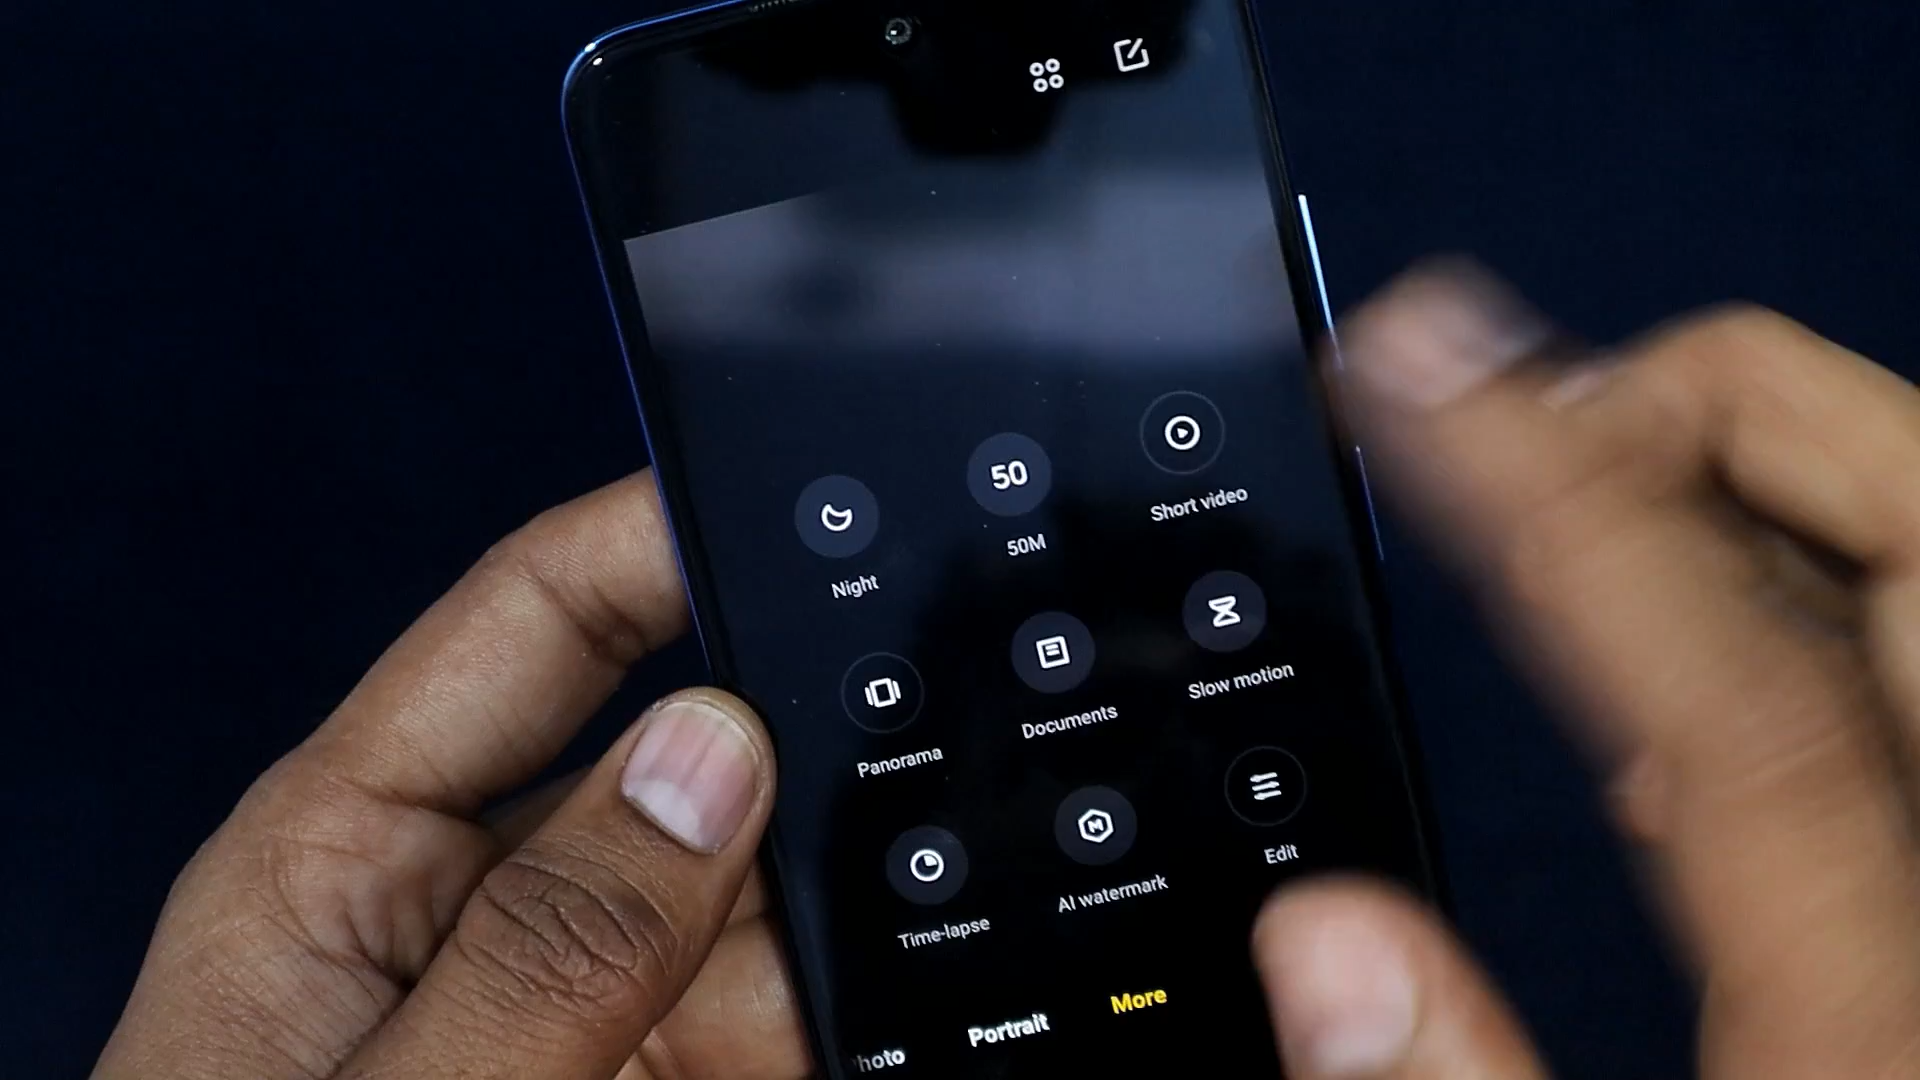 50
50M
Short video
Night
Documents
Slow motion
Panorama
Time-lapse
AI watermark
Edit
hoto
Portrait
More